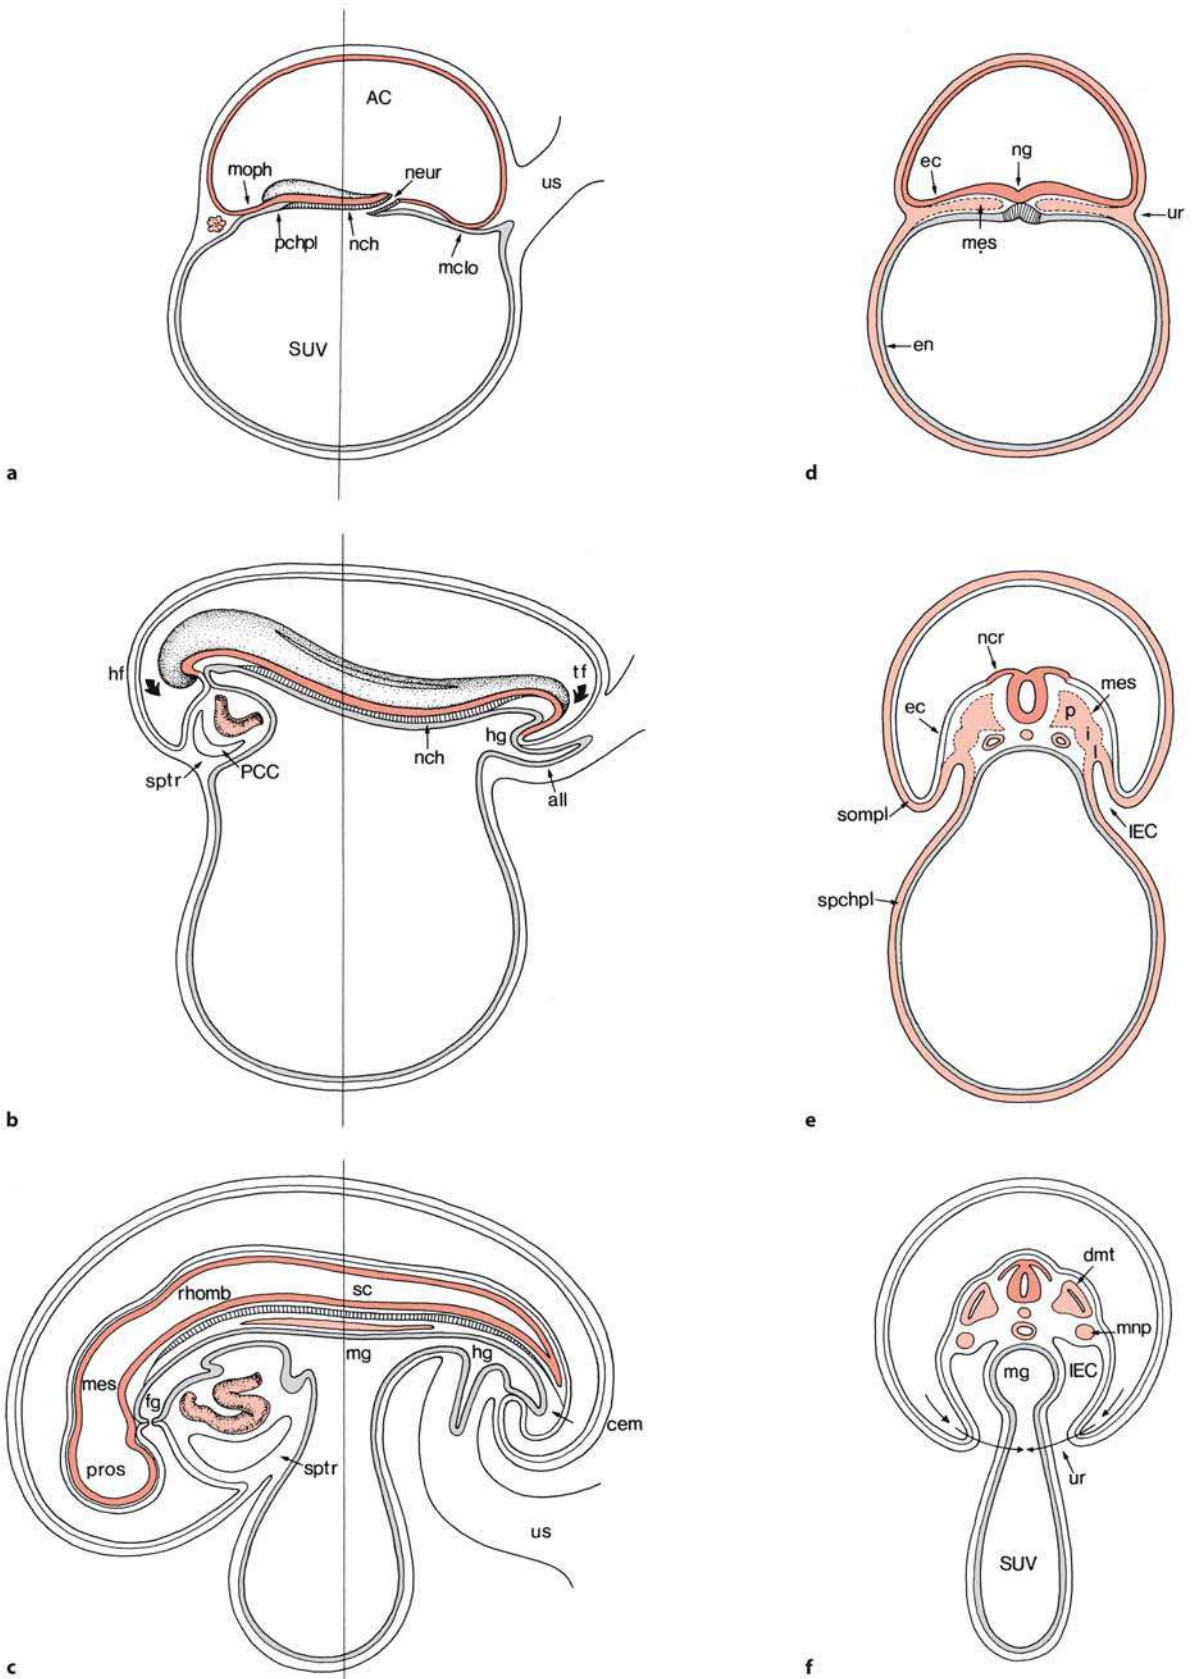 AC
moph
neur
us
pchpl
nch
mclo
SUV
a
ec
ng
ur
mes
en
d
hf
tf
hg
nch
sptr
PCC
all
b
ncr
mes
ec
p
i
l
sompl
IEC
spchpl
e
rhomb
sc
mes
fg
mg
hg
cem
pros
sptr
us
c
dmt
mnp
mg
IEC
ur
SUV
f